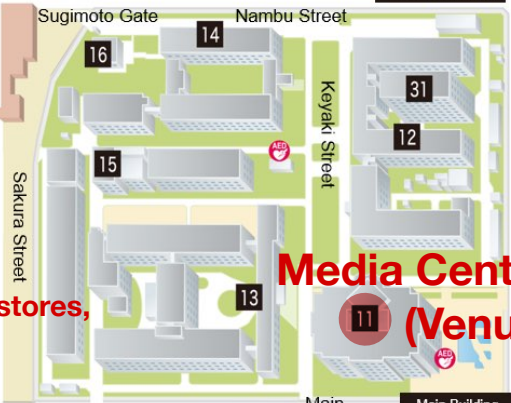 Sugimoto Gate
Nambu Street
14
16
31
Keyaki Street
12
AED
15
Sakura Street
Media Cent
stores,
13
11
(Venu
AED
Main
Main Building